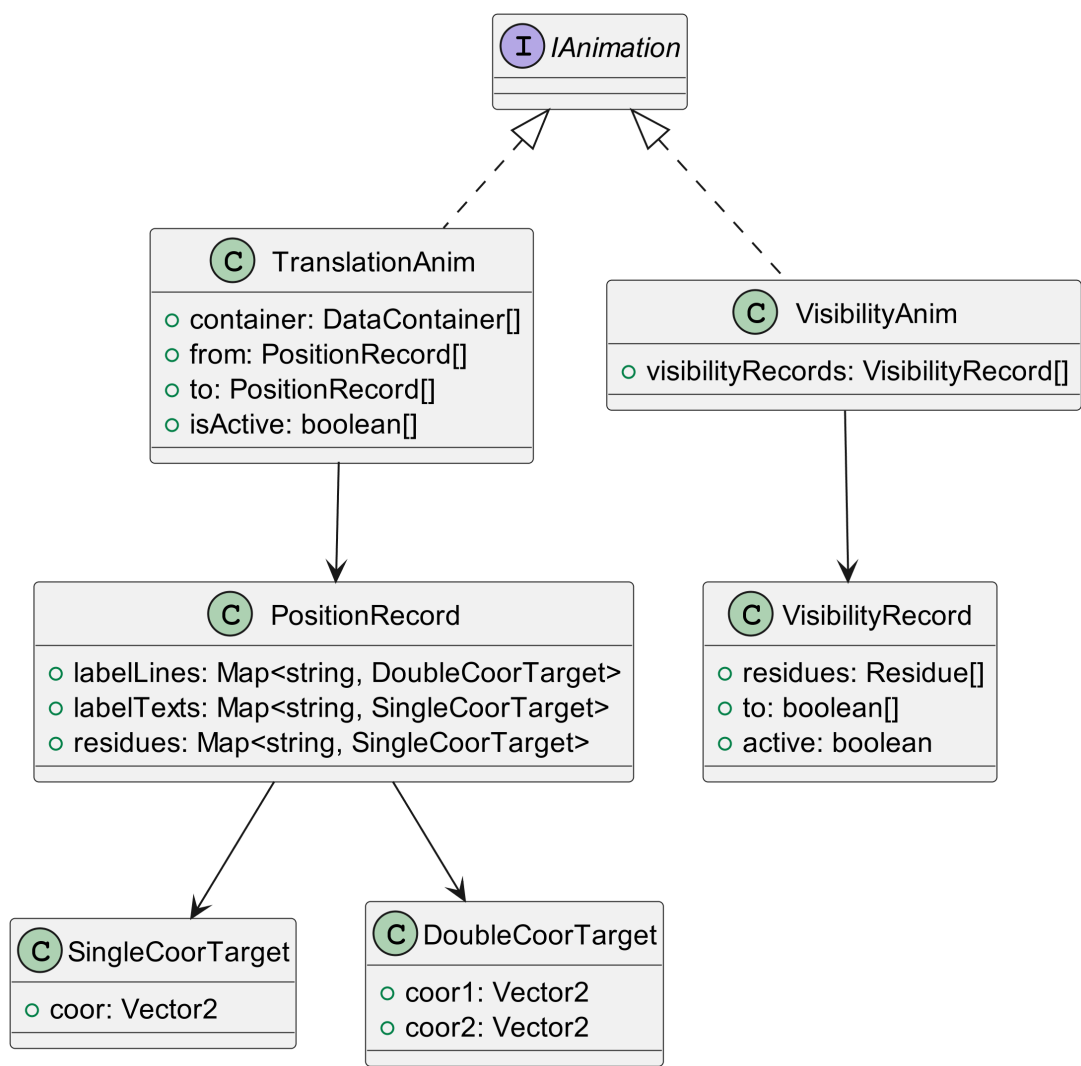 I IAnimation
C TranslationAnim
container: DataContainer[]
from: PositionRecord[]
to: PositionRecord[]
isActive: boolean[]
C VisibilityAnim
visibilityRecords: VisibilityRecord[]
C PositionRecord
labelLines: Map<string, DoubleCoorTarget>
labelTexts: Map<string, SingleCoorTarget>
residues: Map<string, SingleCoorTarget>
C VisibilityRecord
residues: Residue[]
to: boolean[]
active: boolean
C SingleCoorTarget
coor: Vector2
C DoubleCoorTarget
coor1: Vector2
coor2: Vector2